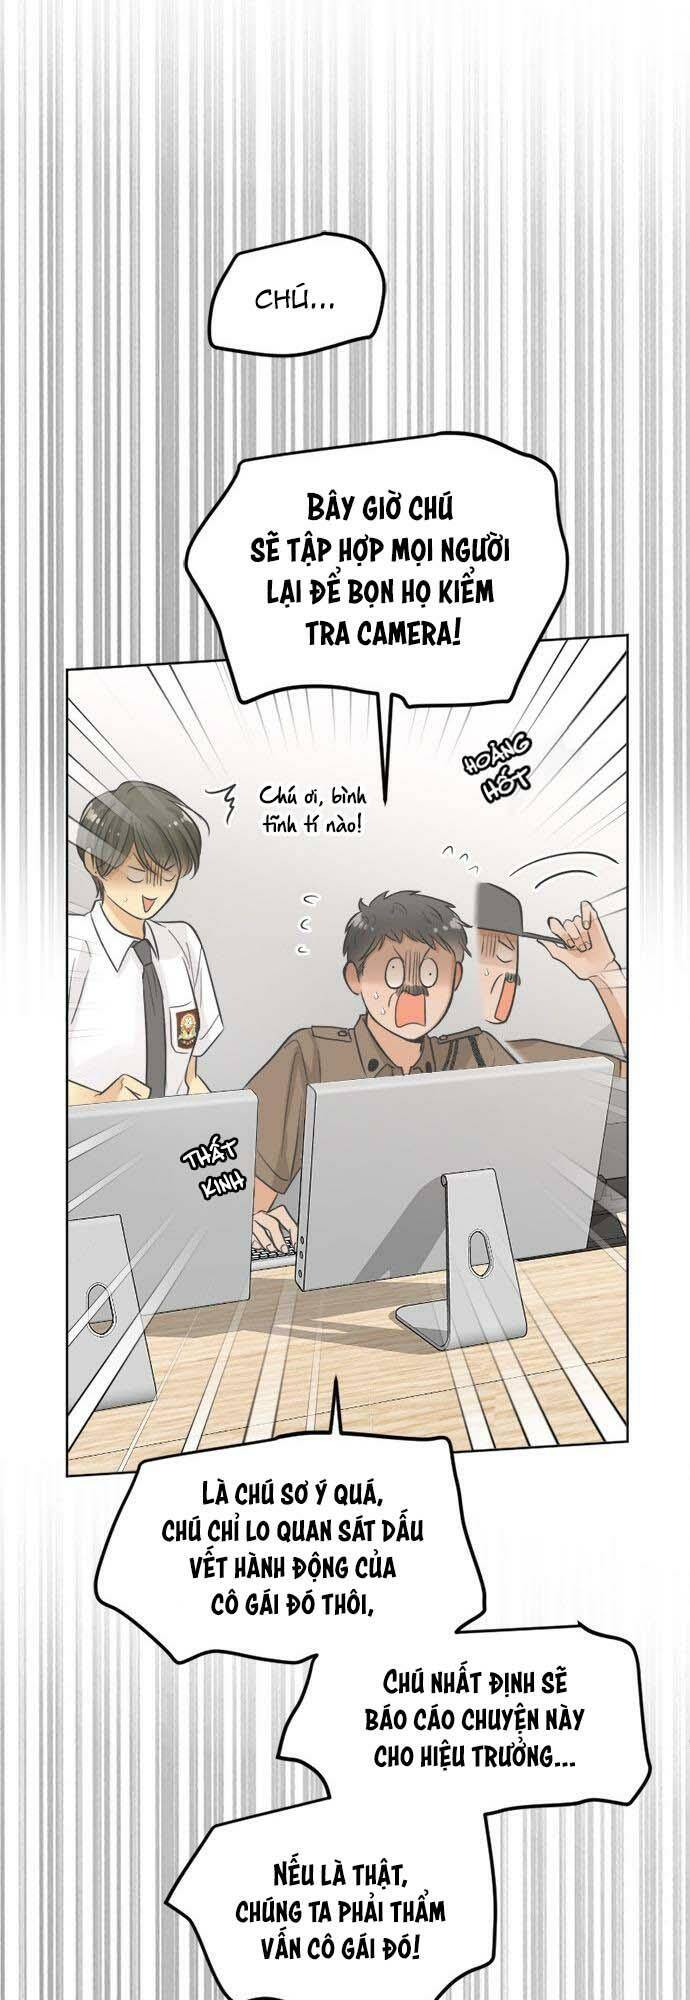 CHÚ...
BÂY GIỜ CHÚ
SẼ TẬP HỢP MỌI NGƯỜI
LẠI ĐỂ BỌN HỌ KIỂM
TRA CAMERA!
HOẢNG
HỐT
Chú ơi, bình
tĩnh tí nào!
THẤT
KINH
LÀ CHÚ SƠ Ý QUÁ,
CHÚ CHỈ LO QUAN SÁT DẤU
VẾT HÀNH ĐỘNG CỦA
CÔ GÁI ĐÓ THÔI,
CHÚ NHẤT ĐỊNH SẼ
BÁO CÁO CHUYỆN NÀY
CHO HIỆU TRƯỞNG...
NẾU LÀ THẬT,
CHÚNG TA PHẢI THẨM
VẤN CÔ GÁI ĐÓ!